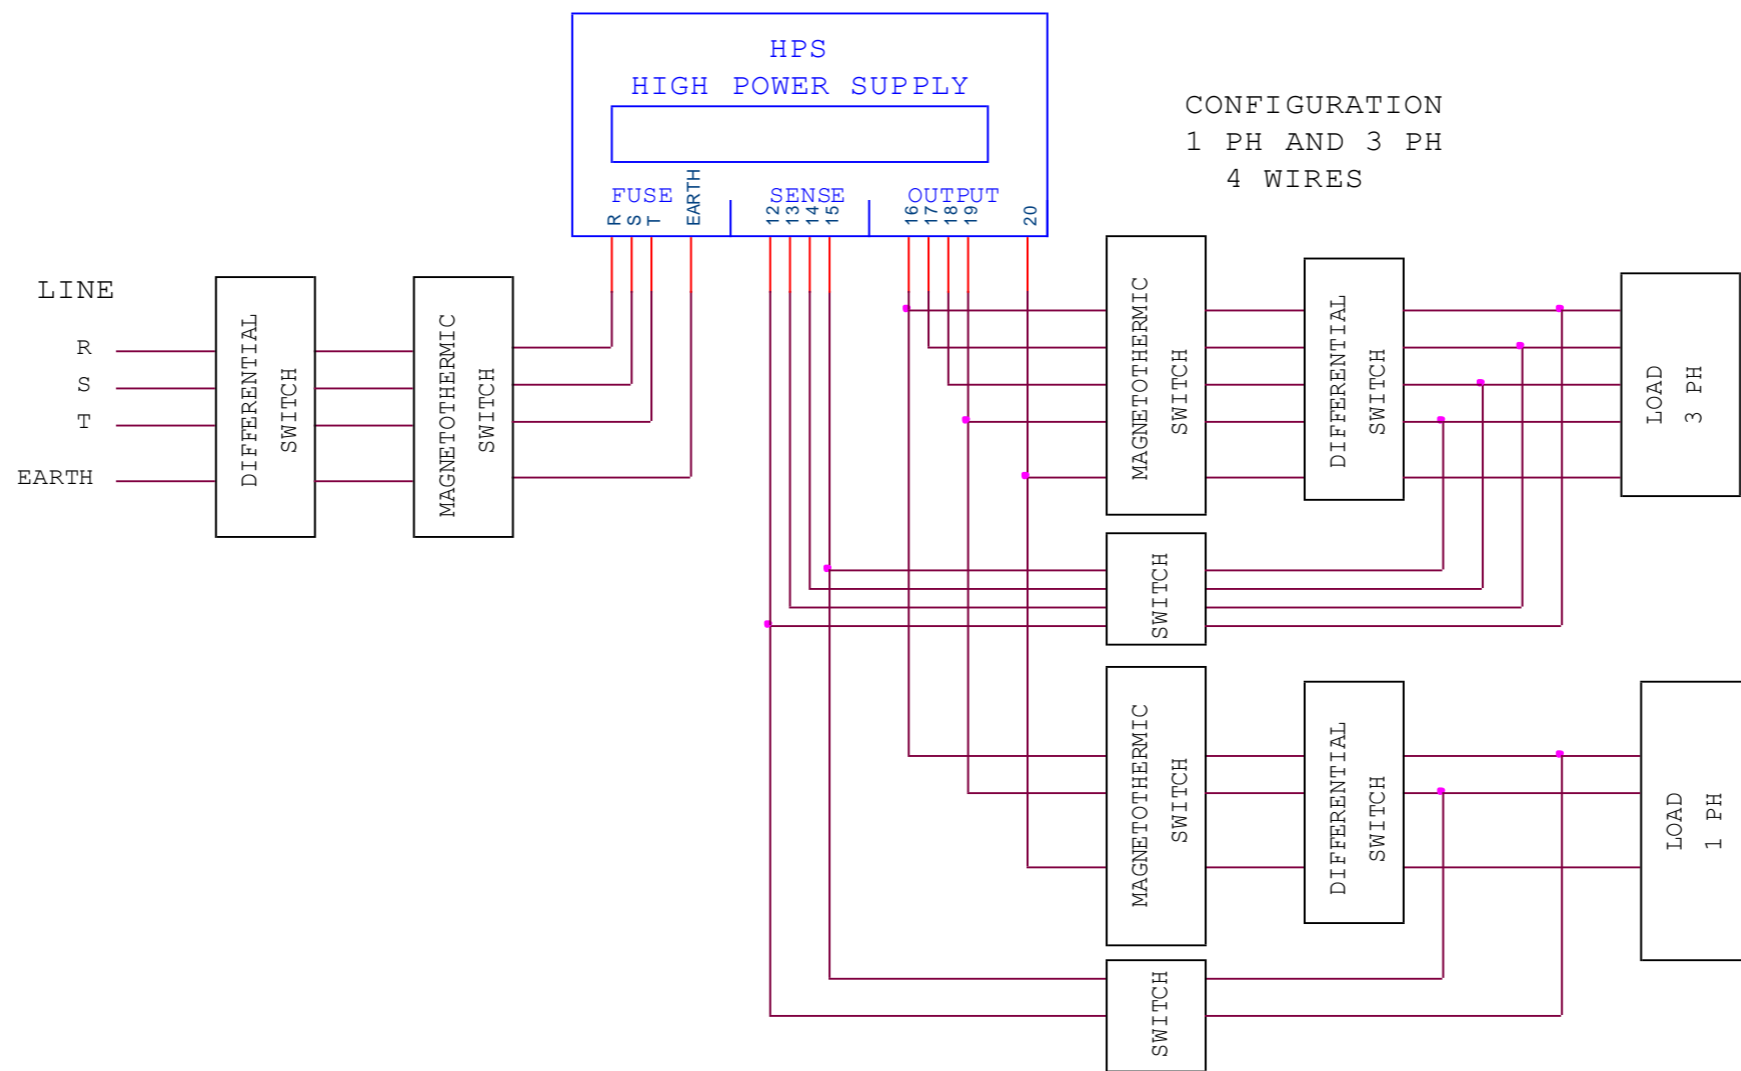 HPS
HIGH POWER SUPPLY
CONFIGURATION
1 PH AND 3 PH
4 WIRES
FUSE
SENSE
OUTPUT
R
S
T
EARTH
12
13
14
15
16
17
18
19
20
LINE
R
S
T
EARTH
DIFFERENTIAL
SWITCH
MAGNETOTHERMIC
SWITCH
MAGNETOTHERMIC
SWITCH
DIFFERENTIAL
SWITCH
LOAD
3 PH
SWITCH
MAGNETOTHERMIC
SWITCH
DIFFERENTIAL
SWITCH
LOAD
1 PH
SWITCH